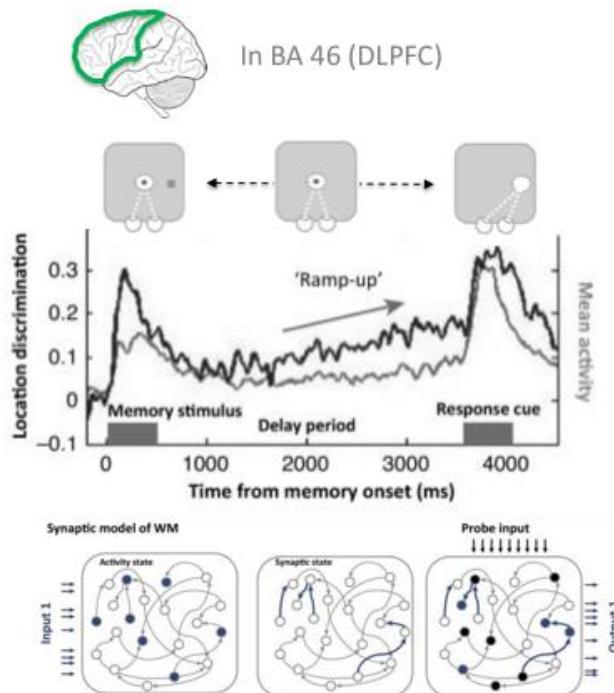 In BA 46 (DLPFC)
Location discrimination
0.3
0.2
0.1
0
−0.1
'Ramp-up'
Mean activity
Memory stimulus
Delay period
Response cue
0
1000
2000
3000
4000
Time from memory onset (ms)
Synaptic model of WM
Probe input
Activity state
Synaptic state
Input 1
Output 1